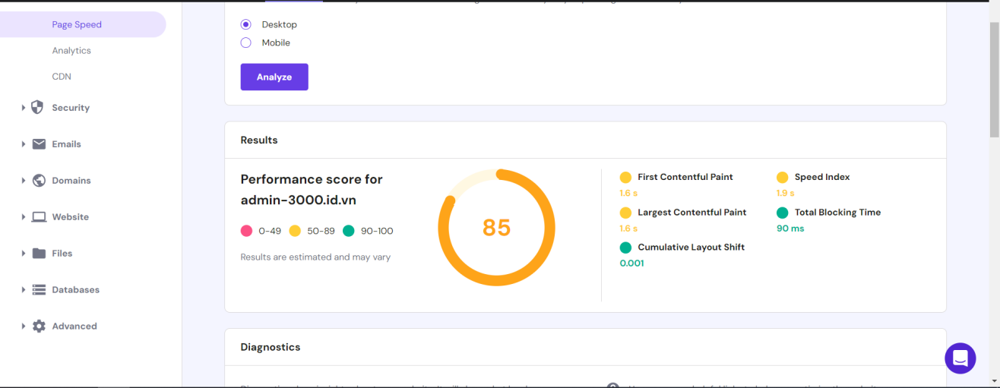 Page Speed
Analytics
CDN
Security
Emails
Domains
Website
Files
Databases
Advanced
Desktop
Mobile
Analyze
Results
Performance score for
admin-3000.id.vn
0-49 50-89 90-100
Results are estimated and may vary
85
First Contentful Paint
1.6 s
Speed Index
1.9 s
Largest Contentful Paint
1.6 s
Total Blocking Time
90 ms
Cumulative Layout Shift
0.001
Diagnostics